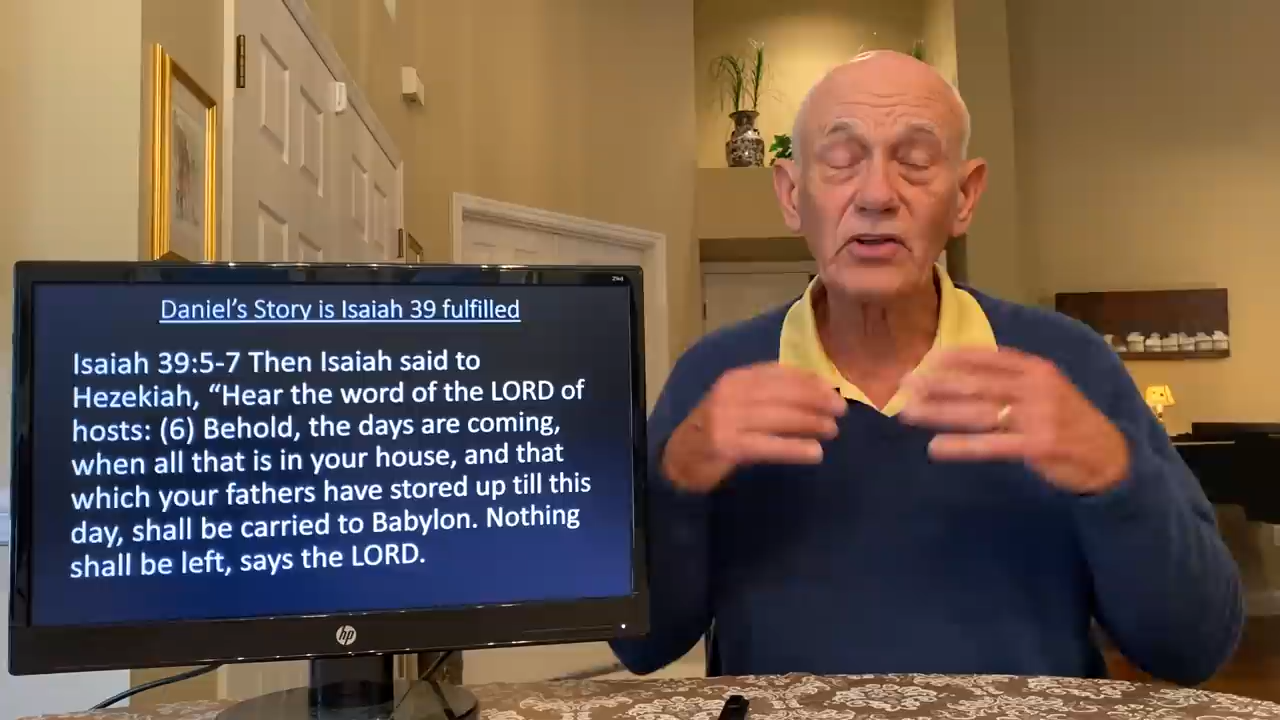 Daniel’s Story is Isaiah 39 fulfilled
Isaiah 39:5-7 Then Isaiah said to
Hezekiah, “Hear the word of the LORD of
hosts: (6) Behold, the days are coming,
when all that is in your house, and that
which your fathers have stored up till this
day, shall be carried to Babylon. Nothing
shall be left, says the LORD.
hp